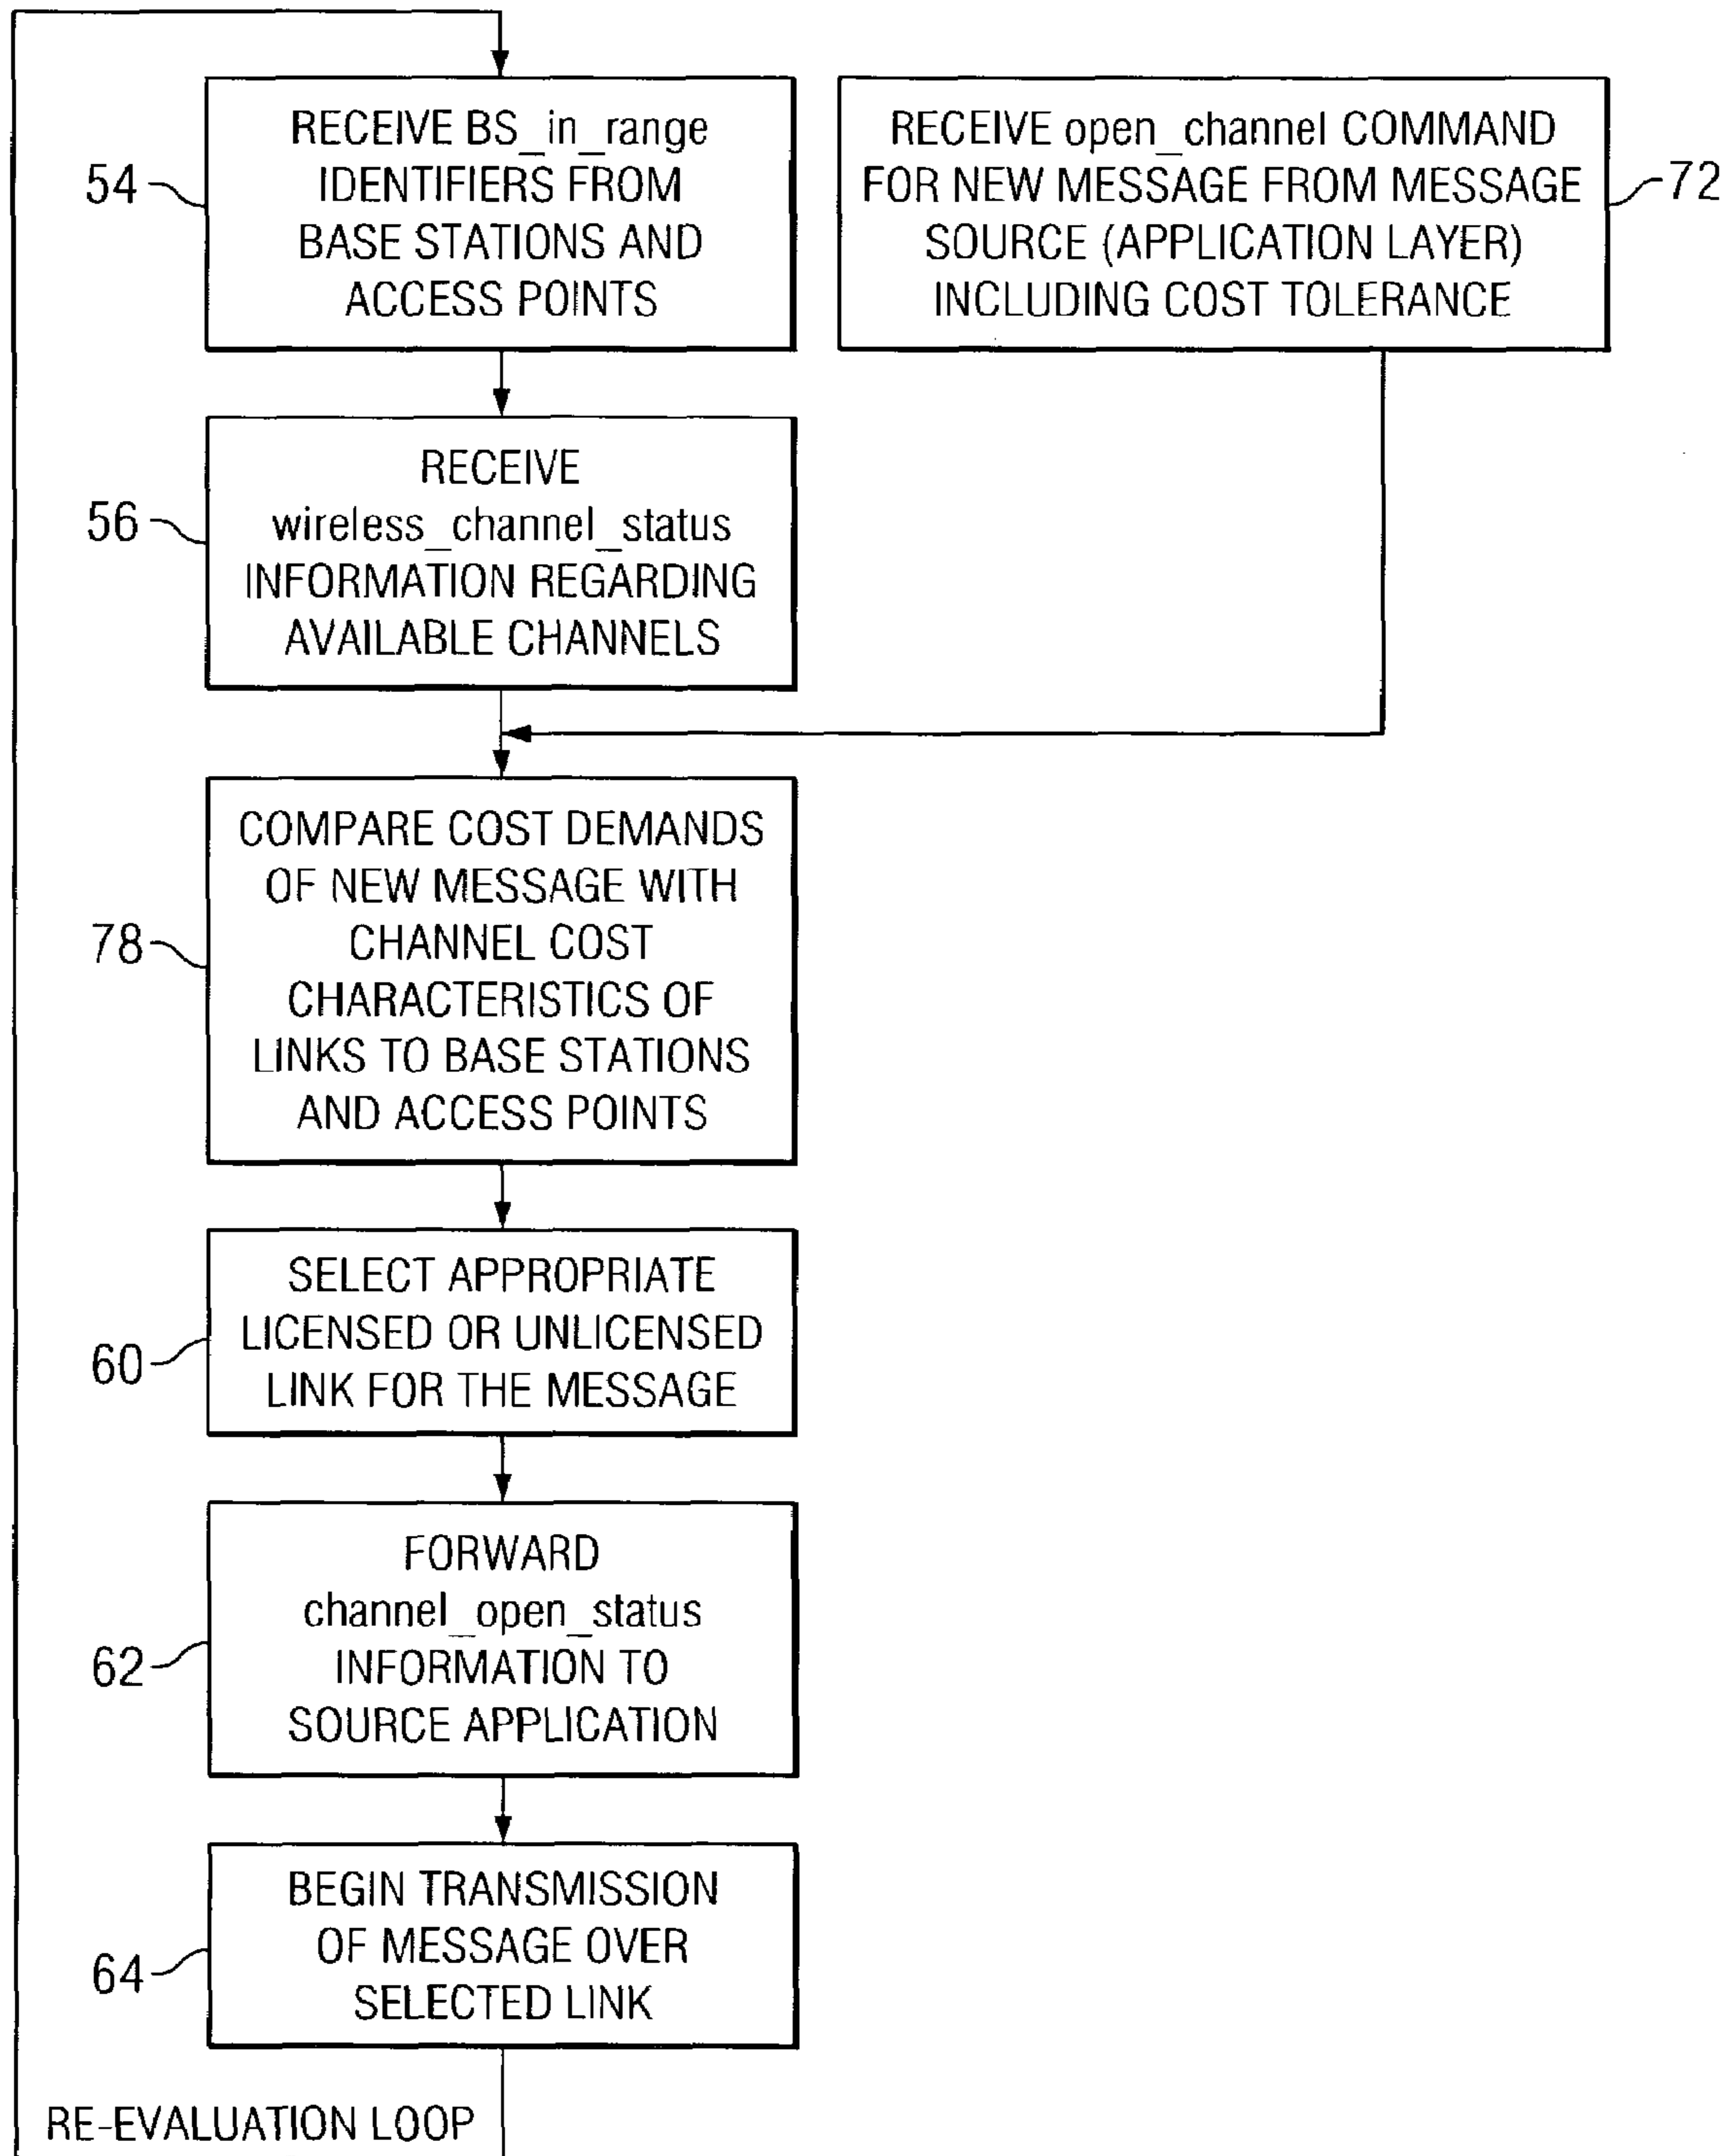 54
RECEIVE BS_in_range
IDENTIFIERS FROM
BASE STATIONS AND
ACCESS POINTS
RECEIVE open_channel COMMAND
FOR NEW MESSAGE FROM MESSAGE
SOURCE (APPLICATION LAYER)
INCLUDING COST TOLERANCE
72
56
RECEIVE
wireless_channel_status
INFORMATION REGARDING
AVAILABLE CHANNELS
78
COMPARE COST DEMANDS
OF NEW MESSAGE WITH
CHANNEL COST
CHARACTERISTICS OF
LINKS TO BASE STATIONS
AND ACCESS POINTS
60
SELECT APPROPRIATE
LICENSED OR UNLICENSED
LINK FOR THE MESSAGE
62
FORWARD
channel_open_status
INFORMATION TO
SOURCE APPLICATION
64
BEGIN TRANSMISSION
OF MESSAGE OVER
SELECTED LINK
RE-EVALUATION LOOP